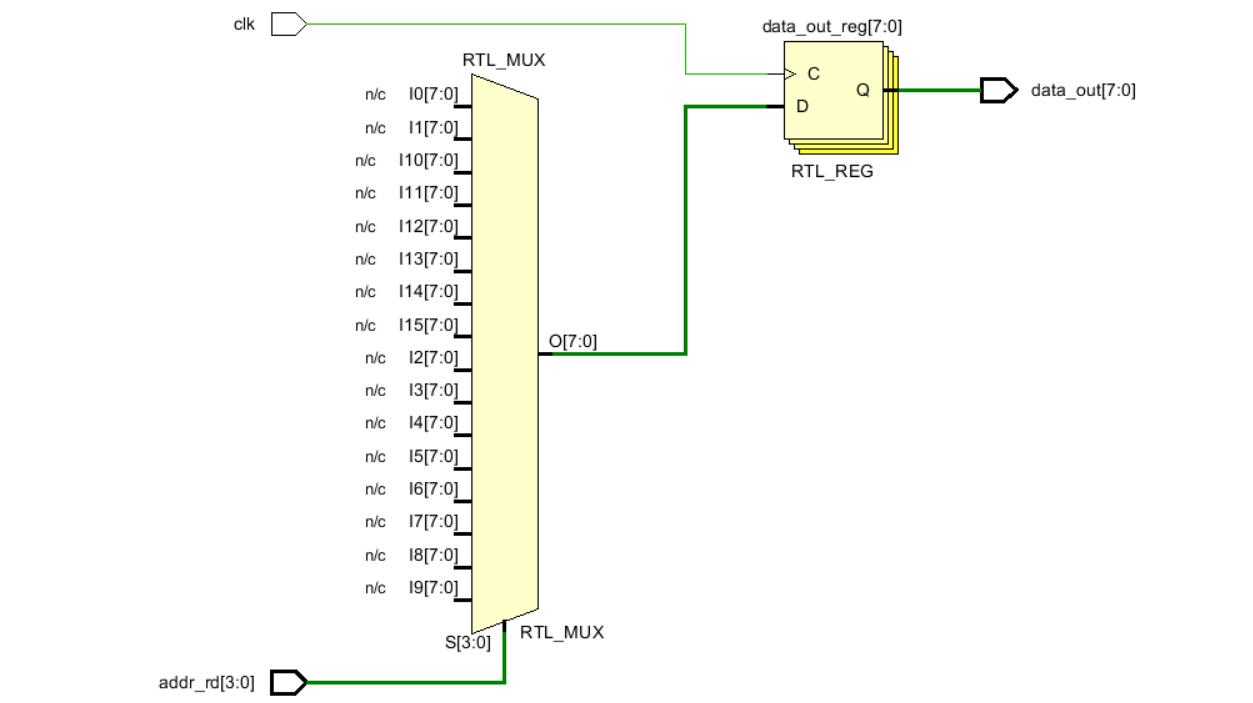 clk
data_out_reg[7:0]
RTL_MUX
C
n/c I0[7:0]
Q
data_out[7:0]
D
n/c I1[7:0]
n/c I10[7:0]
RTL_REG
n/c I11[7:0]
n/c I12[7:0]
n/c I13[7:0]
n/c I14[7:0]
n/c I15[7:0]
O[7:0]
n/c I2[7:0]
n/c I3[7:0]
n/c I4[7:0]
n/c I5[7:0]
n/c I6[7:0]
n/c I7[7:0]
n/c I8[7:0]
n/c I9[7:0]
S[3:0]
RTL_MUX
addr_rd[3:0]